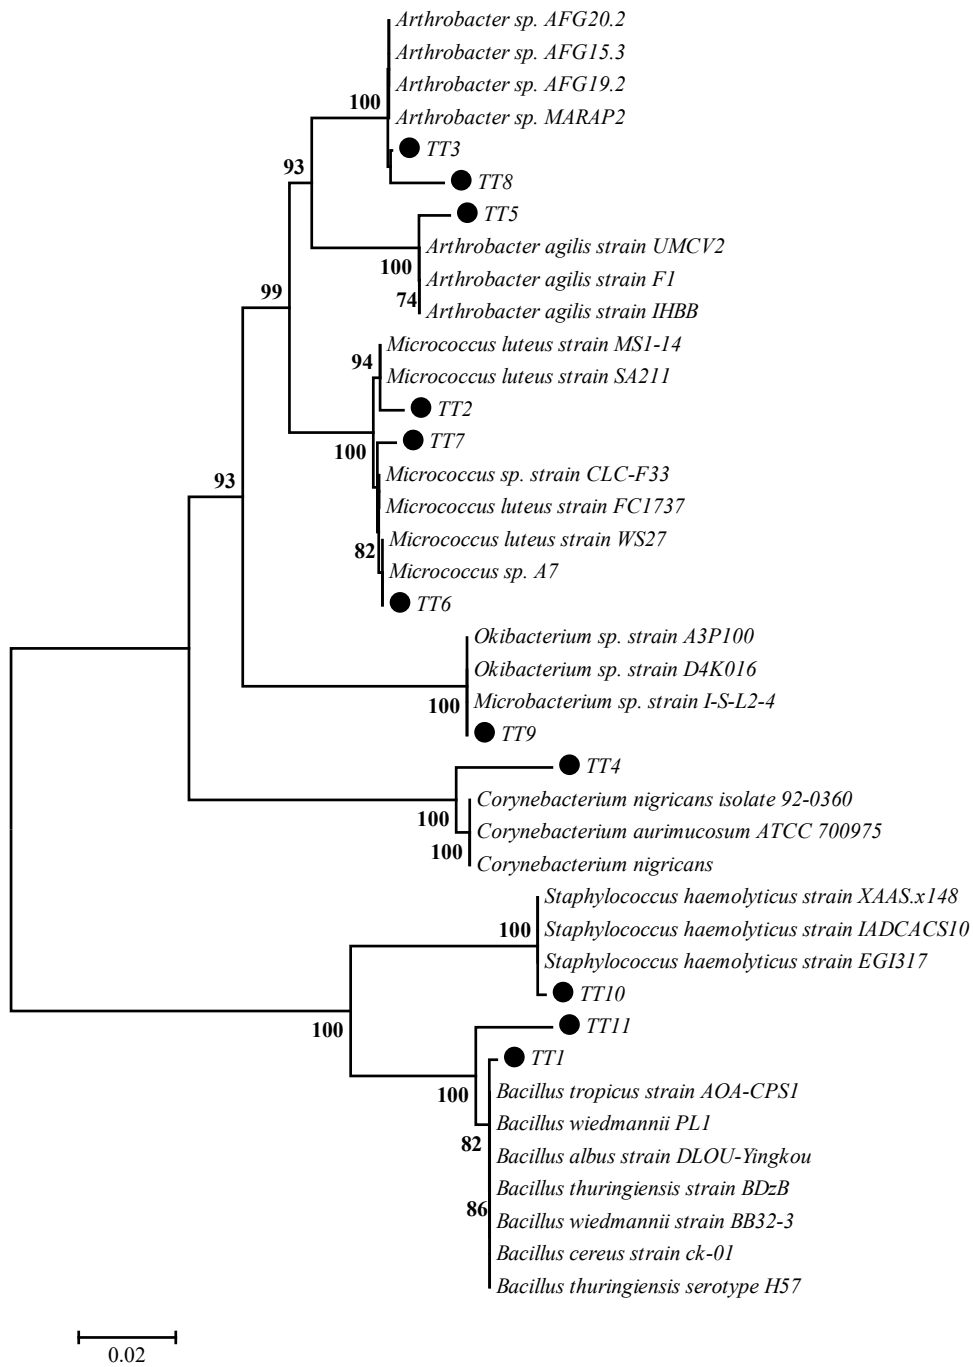 Arthrobacter sp. AFG20.2
Arthrobacter sp. AFG15.3
Arthrobacter sp. AFG19.2
100
Arthrobacter sp. MARAP2
TT3
93
TT8
TT5
Arthrobacter agilis strain UMCV2
100
Arthrobacter agilis strain F1
99
74
Arthrobacter agilis strain IHBB
Micrococcus luteus strain MS1-14
94
Micrococcus luteus strain SA211
TT2
TT7
100
Micrococcus sp. strain CLC-F33
93
Micrococcus luteus strain FC1737
Micrococcus luteus strain WS27
82
Micrococcus sp. A7
TT6
Okibacterium sp. strain A3P100
Okibacterium sp. strain D4K016
Microbacterium sp. strain I-S-L2-4
100
TT9
TT4
Corynebacterium nigricans isolate 92-0360
100
Corynebacterium aurimucosum ATCC 700975
100
Corynebacterium nigricans
Staphylococcus haemolyticus strain XAAS.x148
100
Staphylococcus haemolyticus strain IADCACS10
Staphylococcus haemolyticus strain EGI317
TT10
100
TT11
TT1
100
Bacillus tropicus strain AOA-CPS1
Bacillus wiedmannii PL1
82
Bacillus albus strain DLOU-Yingkou
Bacillus thuringiensis strain BDzB
86
Bacillus wiedmannii strain BB32-3
Bacillus cereus strain ck-01
Bacillus thuringiensis serotype H57
0.02